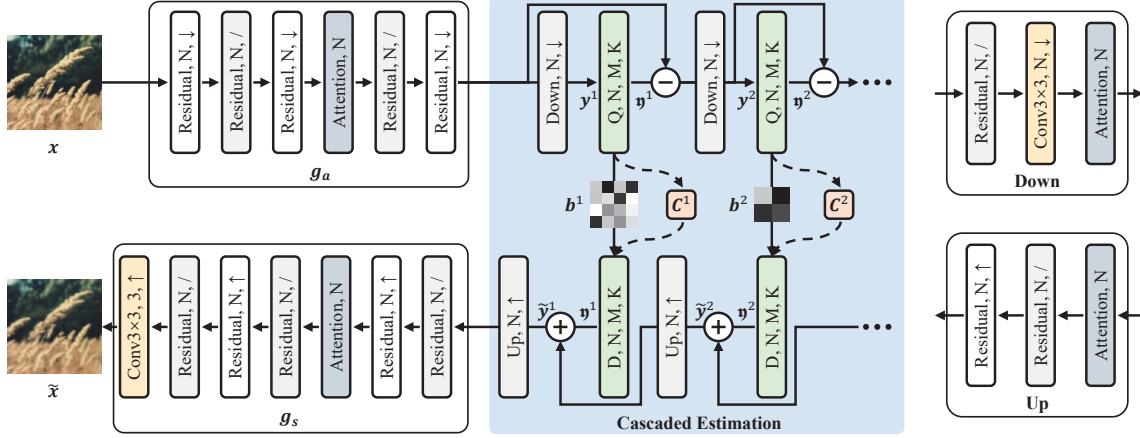 x
Residual, N, ↓
Residual, N, /
Residual, N, ↓
Attention, N
Residual, N, /
Residual, N, ↓
g_a
Down, N, ↓
y^1
Q, N, M, K
𝔶^1
−
Down, N, ↓
y^2
Q, N, M, K
𝔶^2
−
•••
Residual, N, /
Conv3×3, N, ↓
Attention, N
Down
b^1
C^1
b^2
C^2
x̃
Conv3×3, 3, ↑
Residual, N, /
Residual, N, ↑
Residual, N, /
Attention, N
Residual, N, ↑
Residual, N, /
g_s
Up, N, ↑
ỹ^1
+
𝔶^1
D, N, M, K
Up, N, ↑
ỹ^2
+
𝔶^2
D, N, M, K
•••
Cascaded Estimation
Residual, N, ↑
Residual, N, /
Attention, N
Up